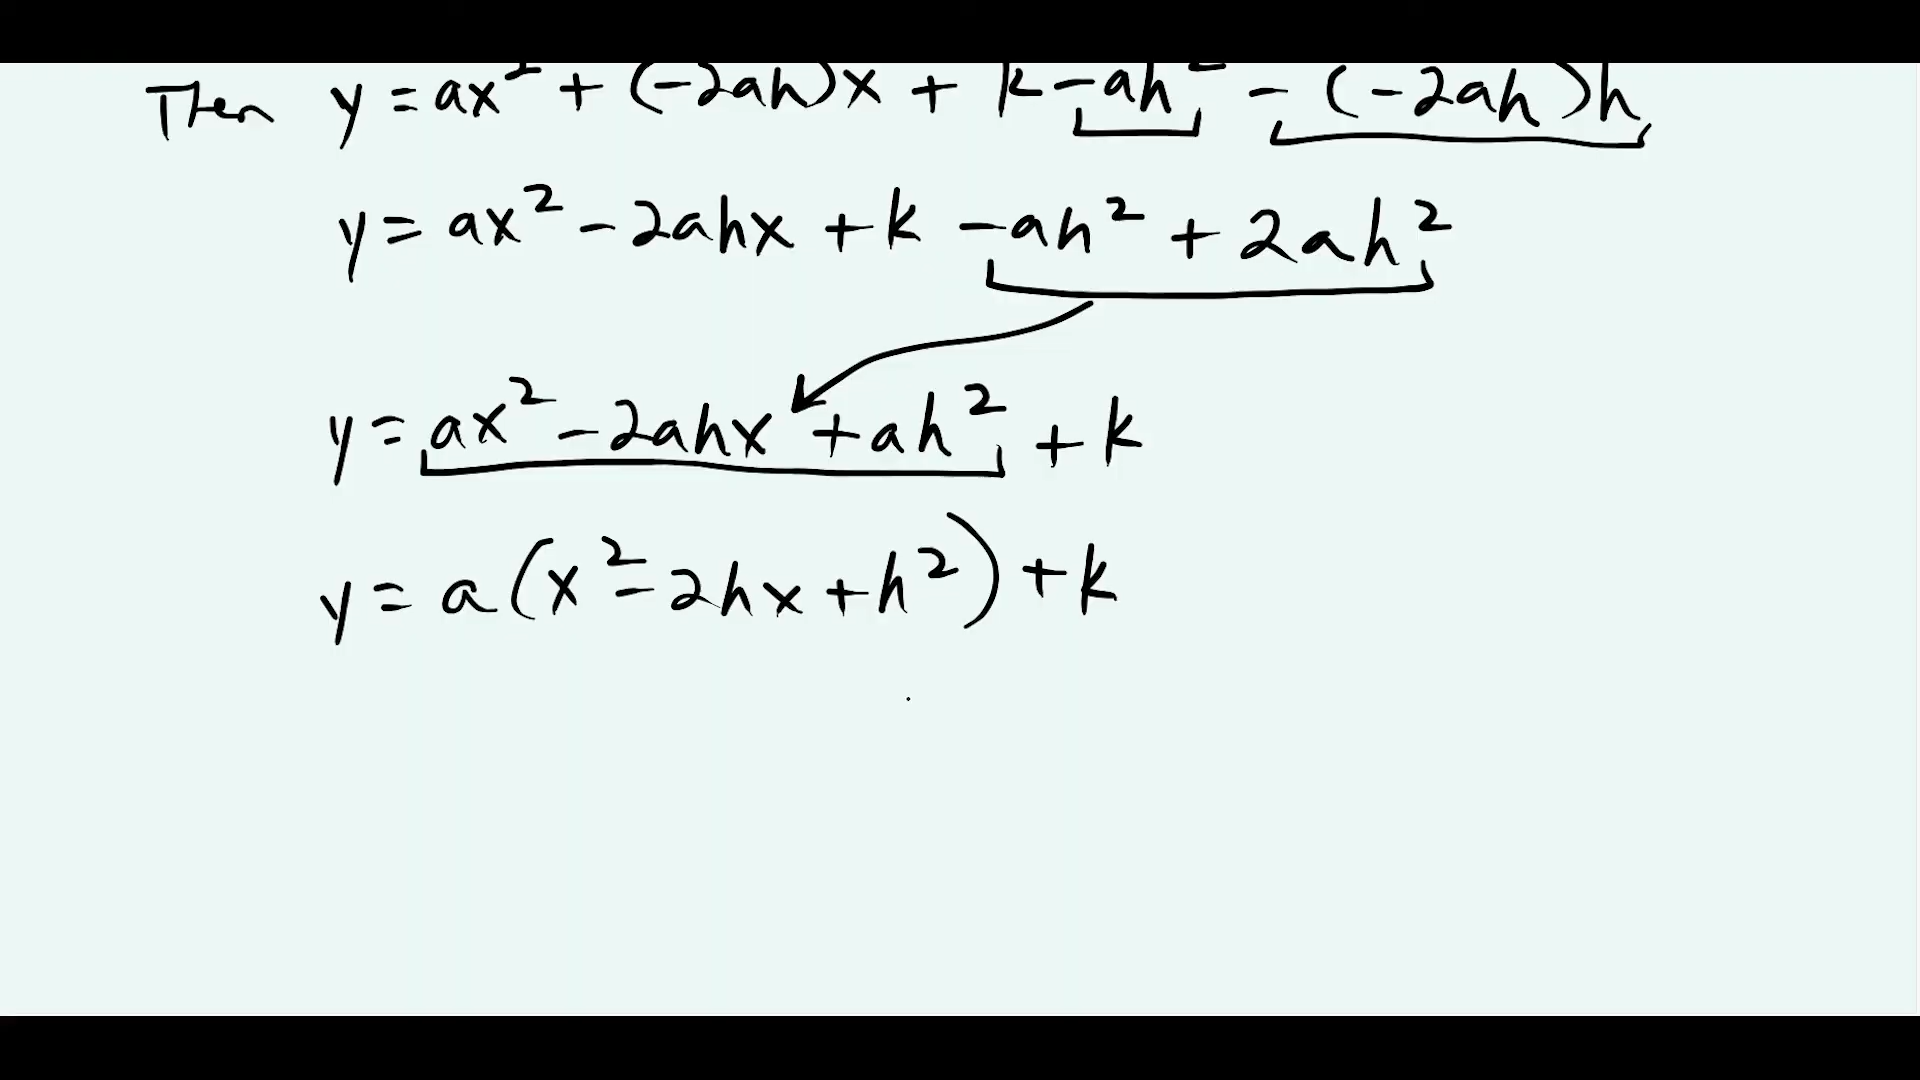 Then y = ax² + (-2ah)x + k - ah² - (-2ah)h
y = ax² - 2ahx + k - ah² + 2ah²
y = ax² - 2ahx + ah² + k
y = a(x² - 2hx + h²) + k